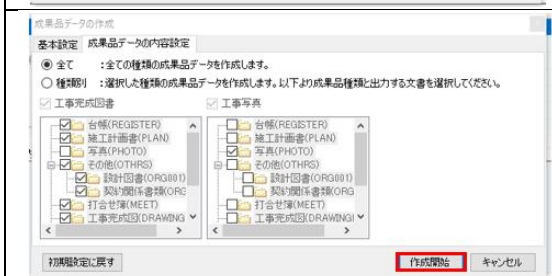 成果品データの作成
基本設定 成果品データの内容設定
全て :全ての種類の成果品データを作成します。
種類別 :選択した種類の成果品データを作成します。以下より成果品種類と出力する文書を選択してください。
工事完成図書
台帳(REGISTER)
施工計画書(PLAN)
写真(PHOTO)
その他(OTHRS)
設計図書(ORG001)
契約関係書類(ORG
打合せ簿(MEET)
工事完成図(DRAWING
工事写真
台帳(REGISTER)
施工計画書(PLAN)
写真(PHOTO)
その他(OTHRS)
設計図書(ORG001)
契約関係書類(ORG
打合せ簿(MEET)
工事完成図(DRAWING
初期設定に戻す 作成開始 キャンセル